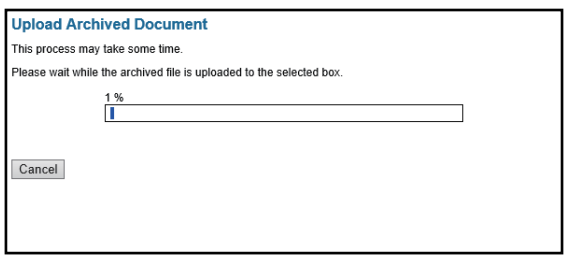 Upload Archived Document
This process may take some time.
Please wait while the archived file is uploaded to the selected box.
1 %
Cancel